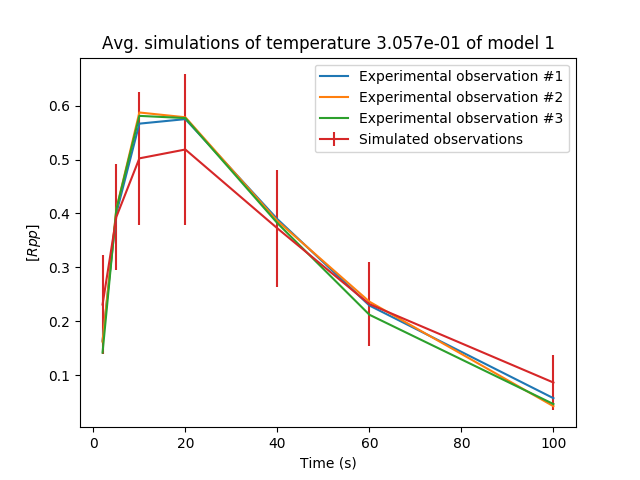 Avg. simulations of temperature 3.057e-01 of model 1
Experimental observation #1
Experimental observation #2
Experimental observation #3
Simulated observations
[Rpp]
0.6
0.5
0.4
0.3
0.2
0.1
0 20 40 60 80 100
Time (s)